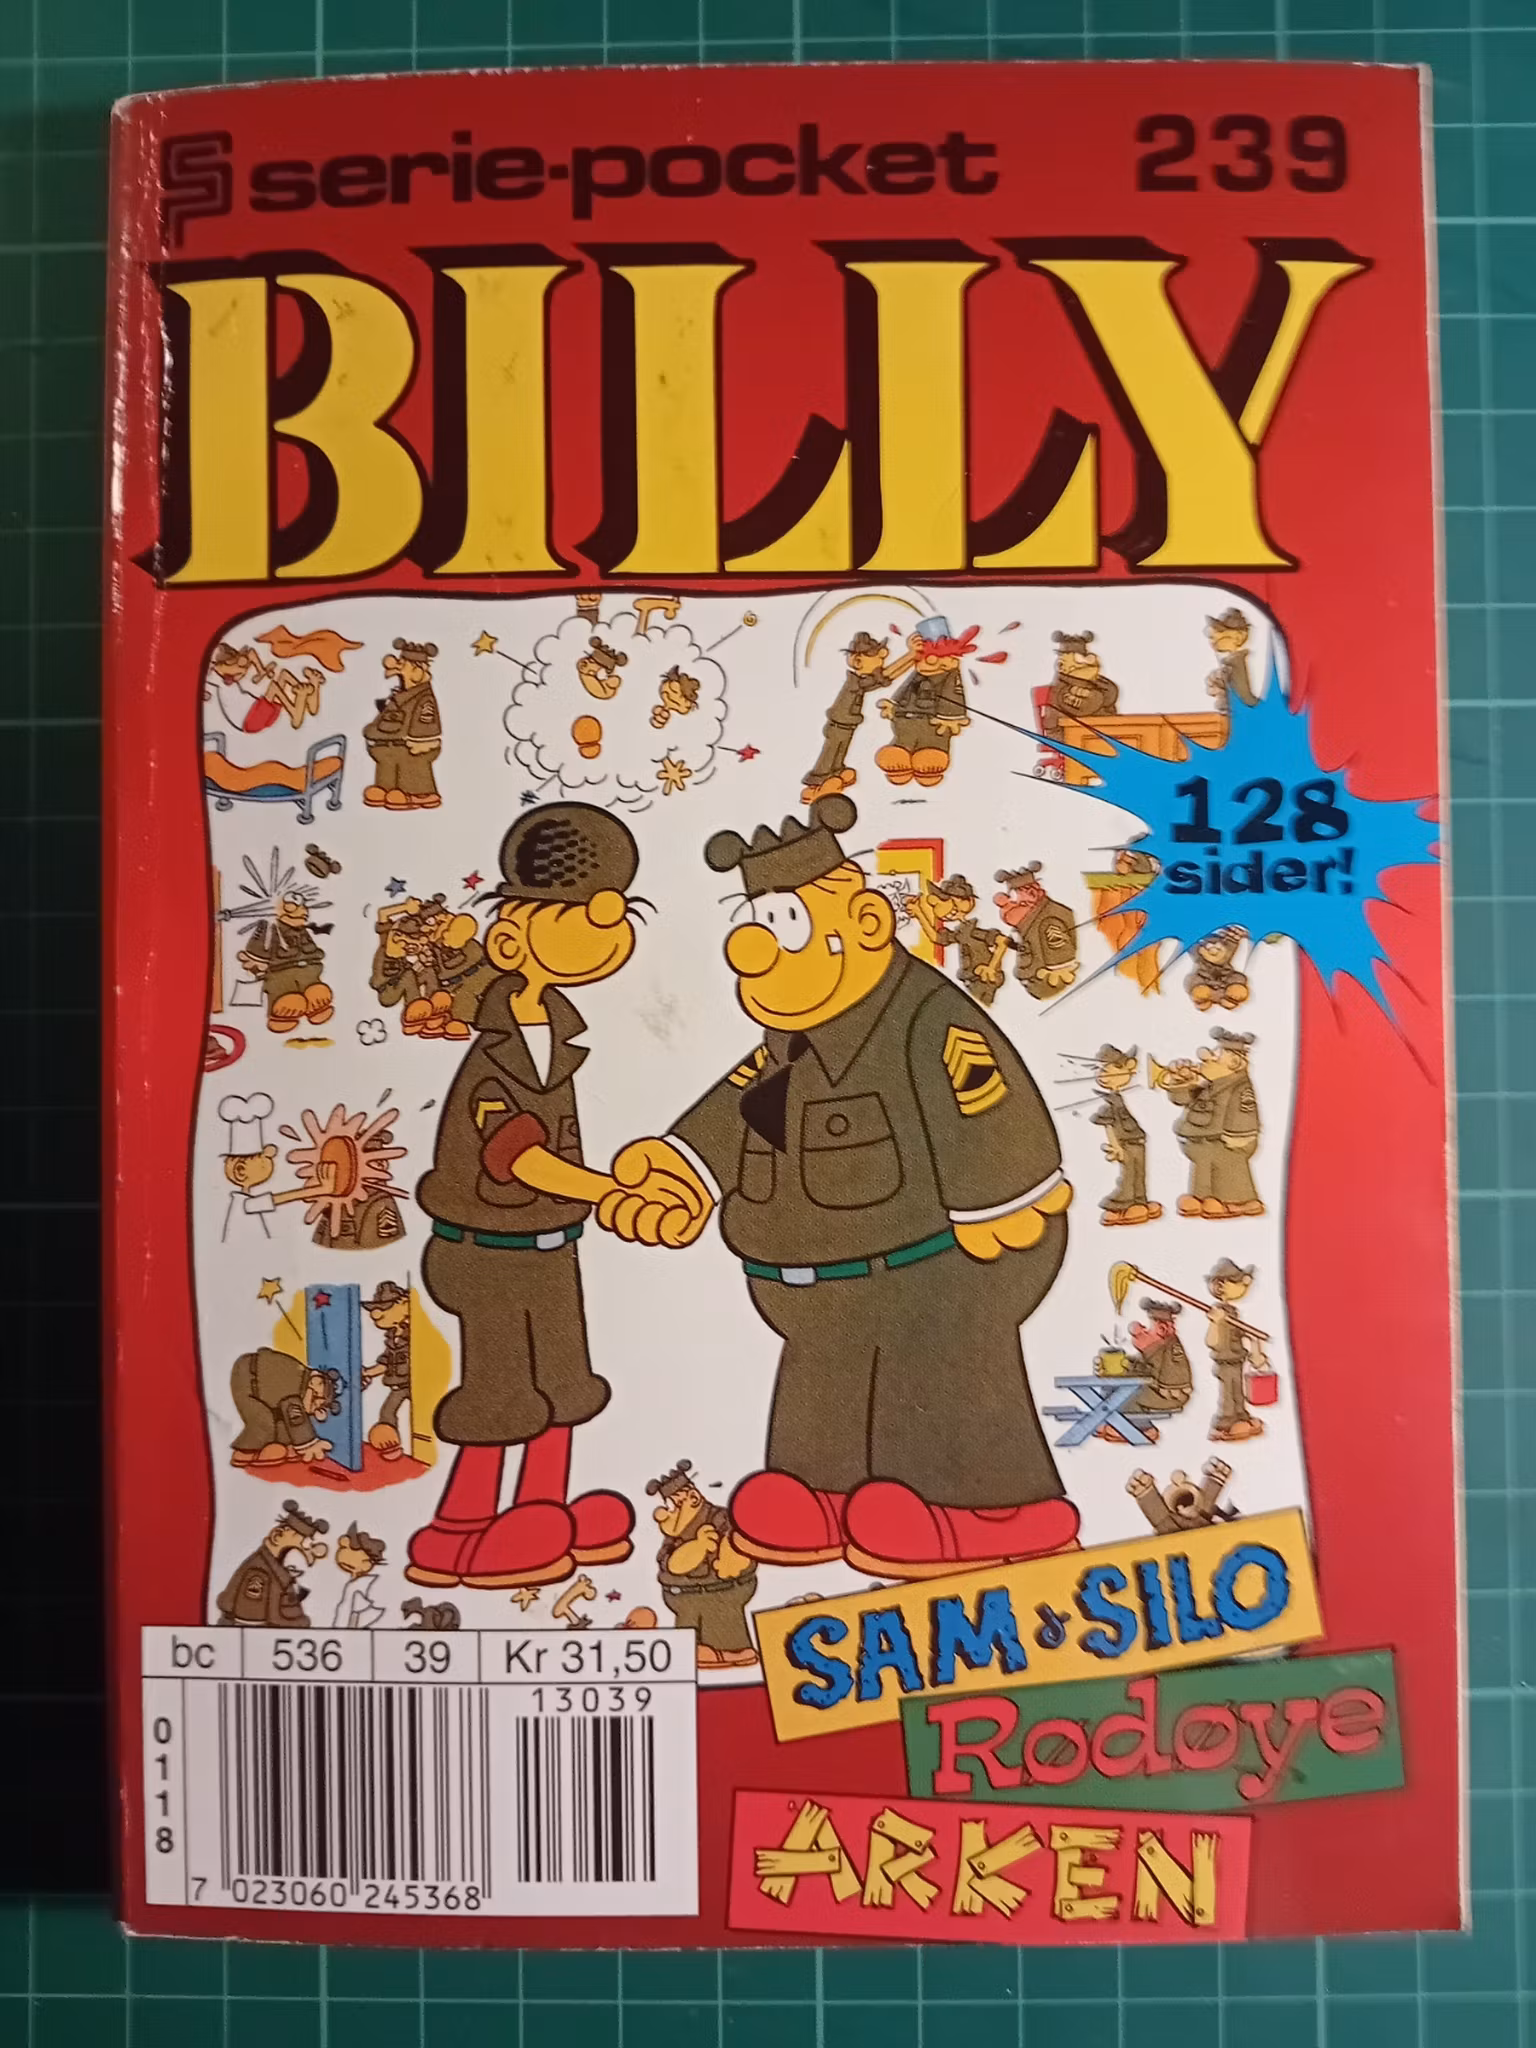 serie-pocket 239
BILLY
128
sider!
SAM & SILO
Rødøye
ARKEN
bc 536 39 Kr 31,50
13039
0118
7 023060 245368